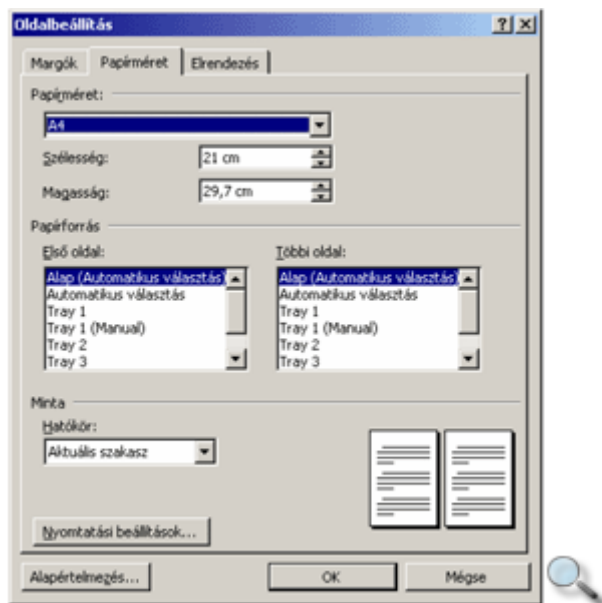 Oldalbeállítás
Margók Papírméret Elrendezés
Papírméret:
A4
Szélesség: 21 cm
Magasság: 29,7 cm
Papírforrás
Első oldal: Többi oldal:
Alap (Automatikus választás) Alap (Automatikus választás)
Automatikus választás Automatikus választás
Tray 1 Tray 1
Tray 1 (Manual) Tray 1 (Manual)
Tray 2 Tray 2
Tray 3 Tray 3
Minta
Hatókör:
Aktuális szakasz
Nyomtatási beállítások...
Alapértelmezés... OK Mégse